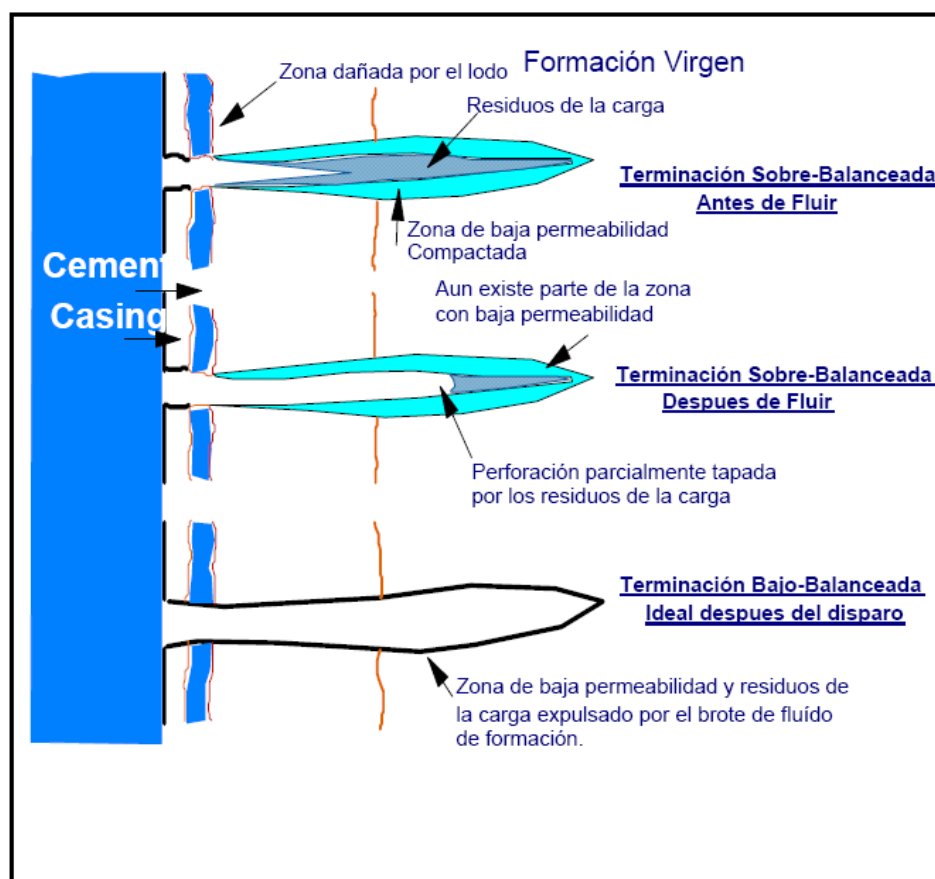 Formación Virgen
Zona dañada por el lodo
Residuos de la carga
Terminación Sobre-Balanceada
Antes de Fluir
Zona de baja permeabilidad
Compactada
Cement
Casing
Aun existe parte de la zona
con baja permeabilidad
Terminación Sobre-Balanceada
Despues de Fluir
Perforación parcialmente tapada
por los residuos de la carga
Terminación Bajo-Balanceada
Ideal despues del disparo
Zona de baja permeabilidad y residuos de
la carga expulsado por el brote de fluído
de formación.